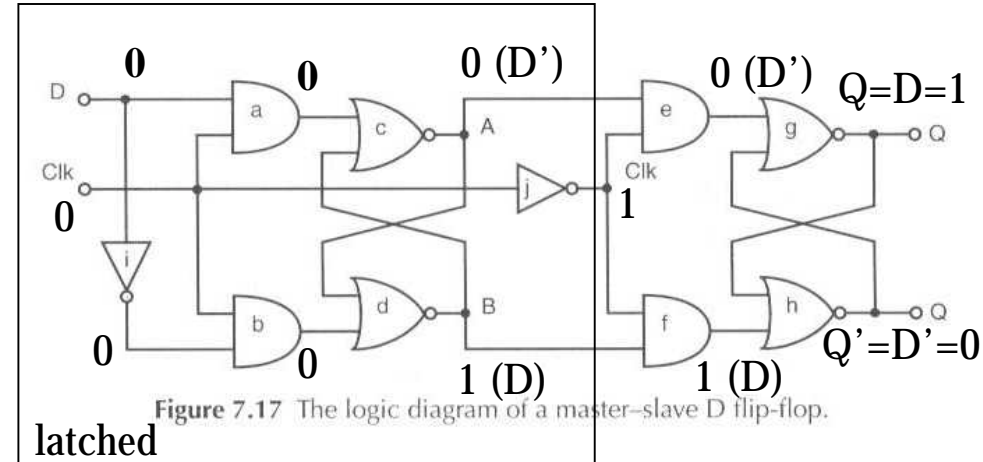 0 0 0 (D’) 0 (D’) Q=D=1
D a c A e g Q
Clk j Clk
0 1
i
b d B f h Q
0 0 1 (D) 1 (D) Q’=D’=0
Figure 7.17 The logic diagram of a master–slave D flip-flop.
latched